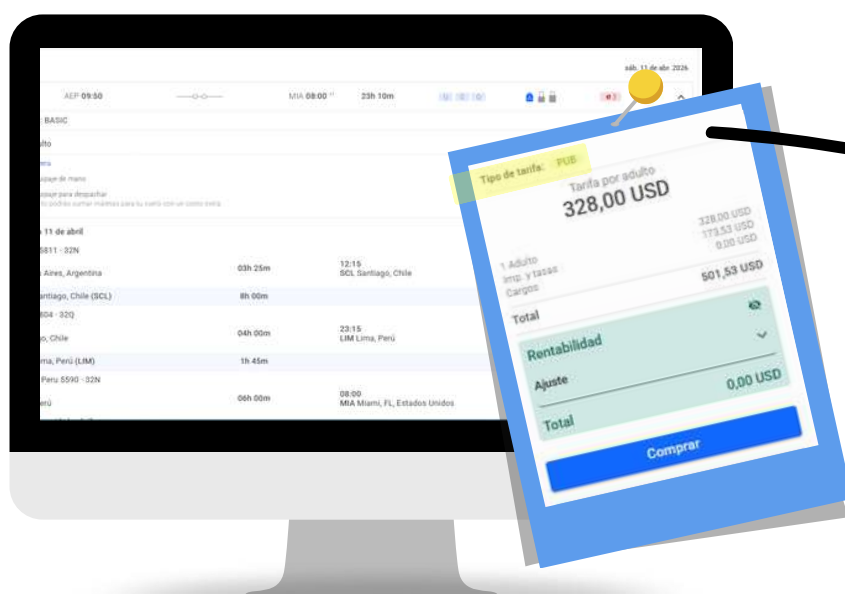 sáb. 11 de abr. 2026
AEP 09:50
MIA 08:00 +1
23h 10m
: BASIC
ulto
era
uipaje de mano
uipaje para despachar
11 de abril
5811 - 32N
Aires, Argentina
03h 25m
12:15
SCL Santiago, Chile
antiago, Chile (SCL)
8h 00m
604 - 32Q
o, Chile
04h 00m
23:15
LIM Lima, Perú
ma, Perú (LIM)
1h 45m
Peru 5590 - 32N
erú
06h 00m
08:00
MIA Miami, FL, Estados Unidos
Tipo de tarifa: PUB
Tarifa por adulto
328,00 USD
1 Adulto 328,00 USD
Imp. y tasas 173,53 USD
Cargos 0,00 USD
Total 501,53 USD
Rentabilidad
Ajuste
Total 0,00 USD
Comprar